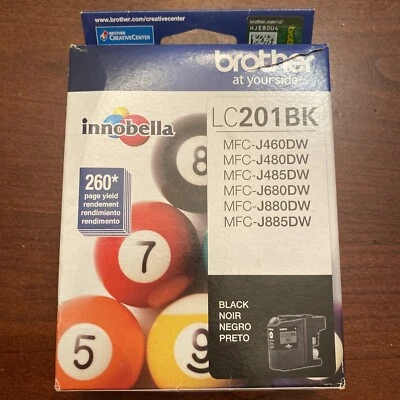 www.brother.com/creativecenter
BROTHER
CREATIVECENTER
HJE80U4
brother
at your side
innobella
LC201BK
MFC-J460DW
MFC-J480DW
MFC-J485DW
MFC-J680DW
MFC-J880DW
MFC-J885DW
260*
page yield
rendement
rendimiento
rendimento
8
7
5
9
BLACK
NOIR
NEGRO
PRETO